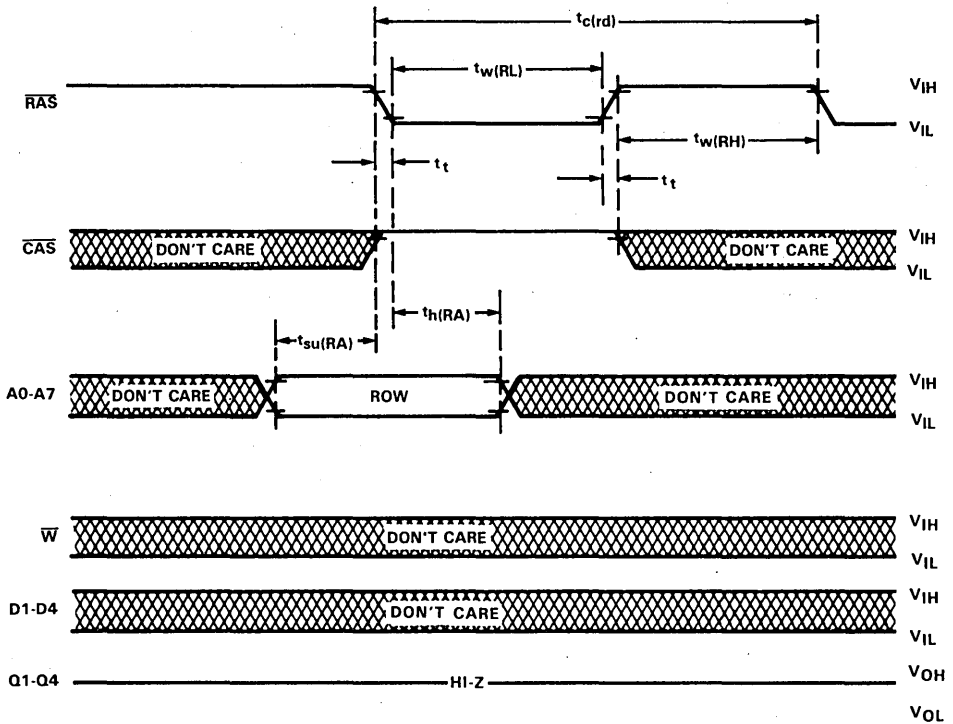 tc(rd)
tw(RL)
RAS
VIH
VIL
tw(RH)
tt
tt
CAS
DON'T CARE
DON'T CARE
VIH
VIL
th(RA)
tsu(RA)
A0-A7
DON'T CARE
ROW
DON'T CARE
VIH
VIL
W
DON'T CARE
VIH
VIL
D1-D4
DON'T CARE
VIH
VIL
Q1-Q4
HI-Z
VOH
VOL